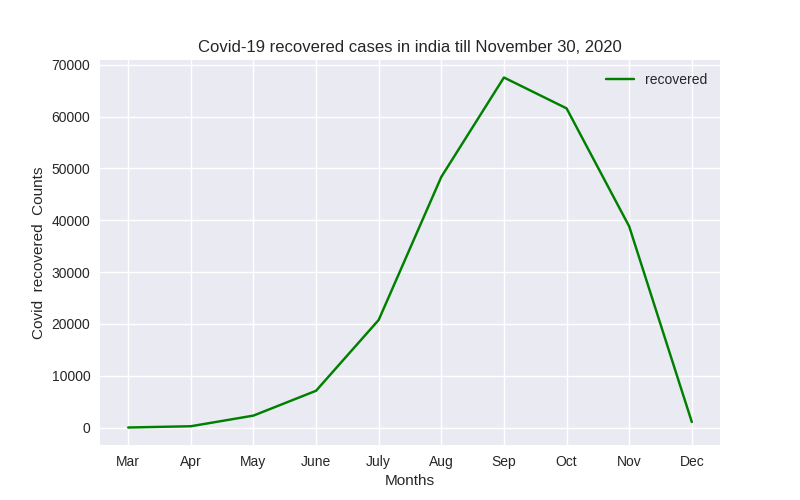 Covid-19 recovered cases in india till November 30, 2020
recovered
70000
60000
50000
40000
30000
20000
10000
0
Covid recovered Counts
Mar Apr May June July Aug Sep Oct Nov Dec
Months